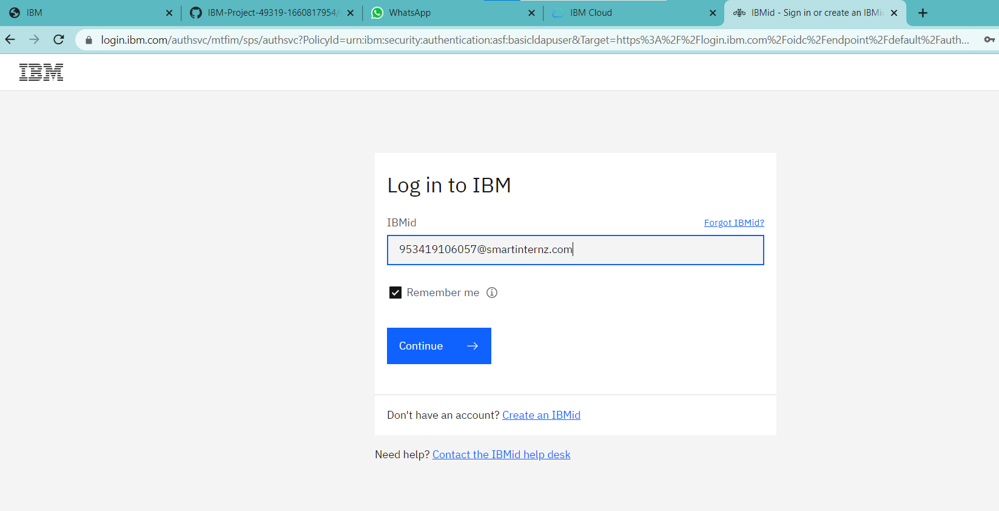 IBM
IBM-Project-49319-1660817954/
WhatsApp
IBM Cloud
IBMid - Sign in or create an IBMid
login.ibm.com/authsvc/mtfim/sps/authsvc?PolicyId=urn:ibm:security:authentication:asf:basicldapuser&Target=https%3A%2F%2Flogin.ibm.com%2Foidc%2Fendpoint%2Fdefault%2Fauth...
IBM
Log in to IBM
IBMid Forgot IBMid?
953419106057@smartinternz.com
Remember me
Continue
Don't have an account? Create an IBMid
Need help? Contact the IBMid help desk